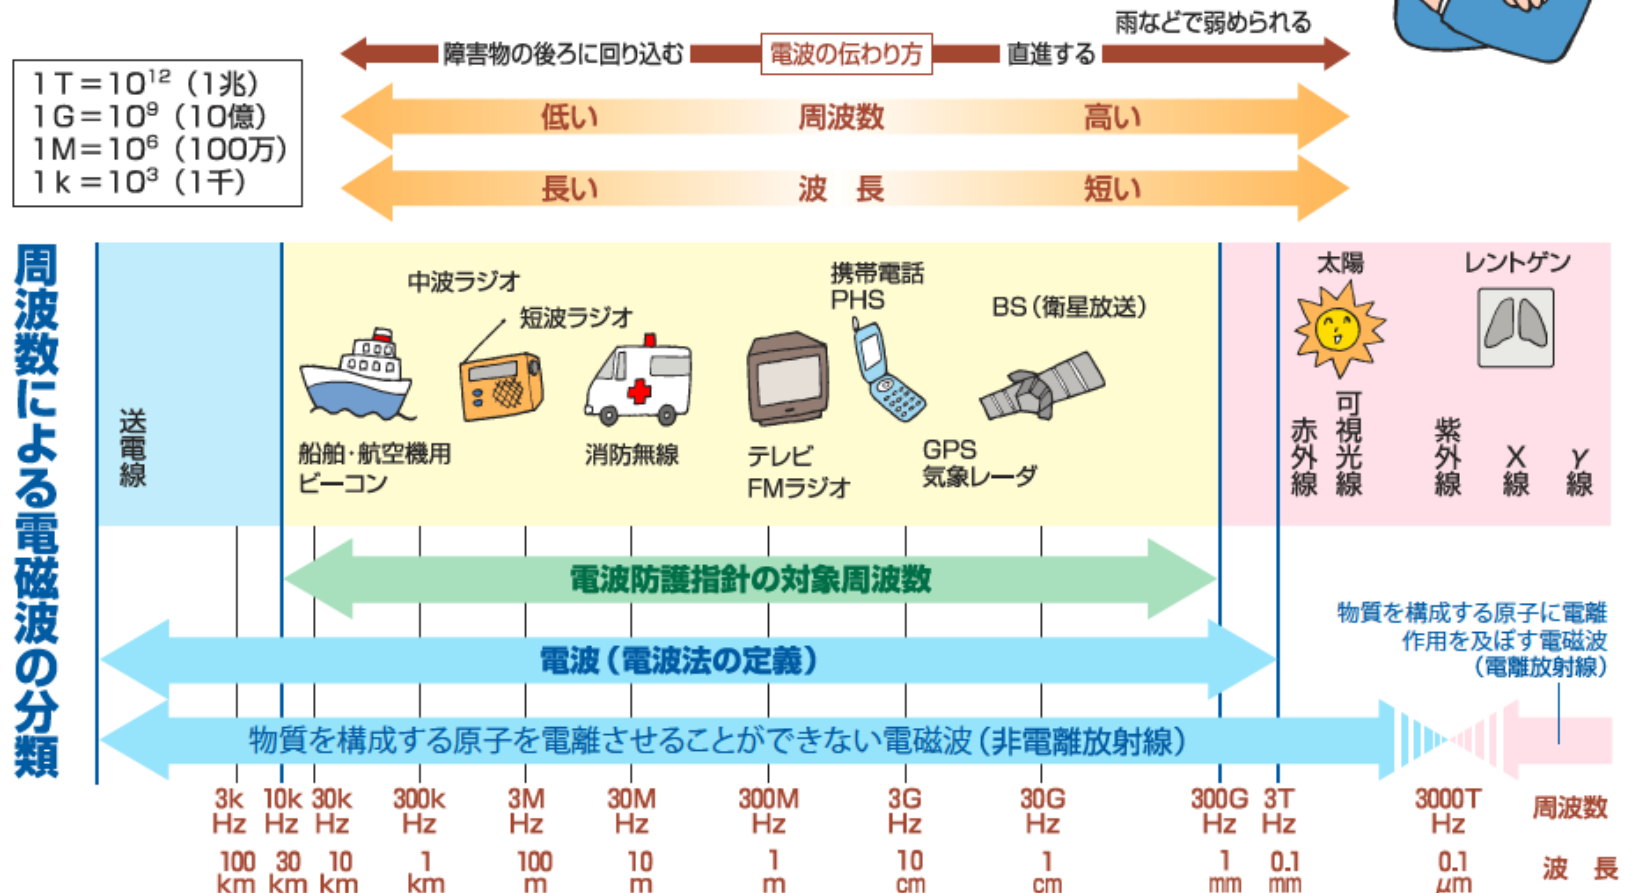 雨などで弱められる
障害物の後ろに回り込む 電波の伝わり方 直進する
1T=10¹²(1兆)
1G=10⁹(10億)
1M=10⁶(100万)
1k=10³(1千)
低い 周波数 高い
長い 波 長 短い
周波数による電磁波の分類
送電線
中波ラジオ
短波ラジオ
船舶・航空機用
ビーコン
消防無線
テレビ
FMラジオ
携帯電話
PHS
BS(衛星放送)
GPS
気象レーダ
太陽
レントゲン
赤外線
可視光線
紫外線
X線
γ線
電波防護指針の対象周波数
電波(電波法の定義)
物質を構成する原子に電離
作用を及ぼす電磁波
(電離放射線)
物質を構成する原子を電離させることができない電磁波(非電離放射線)
3k 10k 30k 300k 3M 30M 300M 3G 30G 300G 3T 3000T 周波数
Hz Hz Hz Hz Hz Hz Hz Hz Hz Hz Hz Hz
100 30 10 1 100 10 1 10 1 1 0.1 0.1 波 長
km km km km m m m cm cm mm mm μm